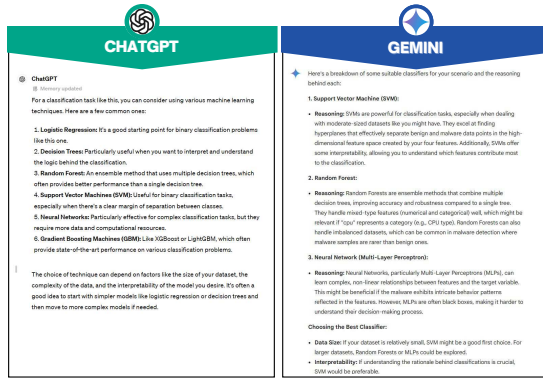 CHATGPT
ChatGPT
Memory updated
For a classification task like this, you can consider using various machine learning
techniques. Here are a few common ones:
1. Logistic Regression: It's a good starting point for binary classification problems
like this one.
2. Decision Trees: Particularly useful when you want to interpret and understand
the logic behind the classification.
3. Random Forest: An ensemble method that uses multiple decision trees, which
often provides better performance than a single decision tree.
4. Support Vector Machines (SVM): Useful for binary classification tasks,
especially when there's a clear margin of separation between classes.
5. Neural Networks: Particularly effective for complex classification tasks, but they
require more data and computational resources.
6. Gradient Boosting Machines (GBM): Like XGBoost or LightGBM, which often
provide state-of-the-art performance on various classification problems.
The choice of technique can depend on factors like the size of your dataset, the
complexity of the data, and the interpretability of the model you desire. It's often a
good idea to start with simpler models like logistic regression or decision trees and
then move to more complex models if needed.
GEMINI
Here's a breakdown of some suitable classifiers for your scenario and the reasoning
behind each:
1. Support Vector Machine (SVM):
• Reasoning: SVMs are powerful for classification tasks, especially when dealing
with moderate-sized datasets like you might have. They excel at finding
hyperplanes that effectively separate benign and malware data points in the high-
dimensional feature space created by your four features. Additionally, SVMs offer
some interpretability, allowing you to understand which features contribute most
to the classification.
2. Random Forest:
• Reasoning: Random Forests are ensemble methods that combine multiple
decision trees, improving accuracy and robustness compared to a single tree.
They handle mixed-type features (numerical and categorical) well, which might be
relevant if "cpu" represents a category (e.g., CPU type). Random Forests can also
handle imbalanced datasets, which can be common in malware detection where
malware samples are rarer than benign ones.
3. Neural Network (Multi-Layer Perceptron):
• Reasoning: Neural Networks, particularly Multi-Layer Perceptrons (MLPs), can
learn complex, non-linear relationships between features and the target variable.
This might be beneficial if the malware exhibits intricate behavior patterns
reflected in the features. However, MLPs are often black boxes, making it harder to
understand their decision-making process.
Choosing the Best Classifier:
• Data Size: If your dataset is relatively small, SVM might be a good first choice. For
larger datasets, Random Forests or MLPs could be explored.
• Interpretability: If understanding the rationale behind classifications is crucial,
SVM would be preferable.